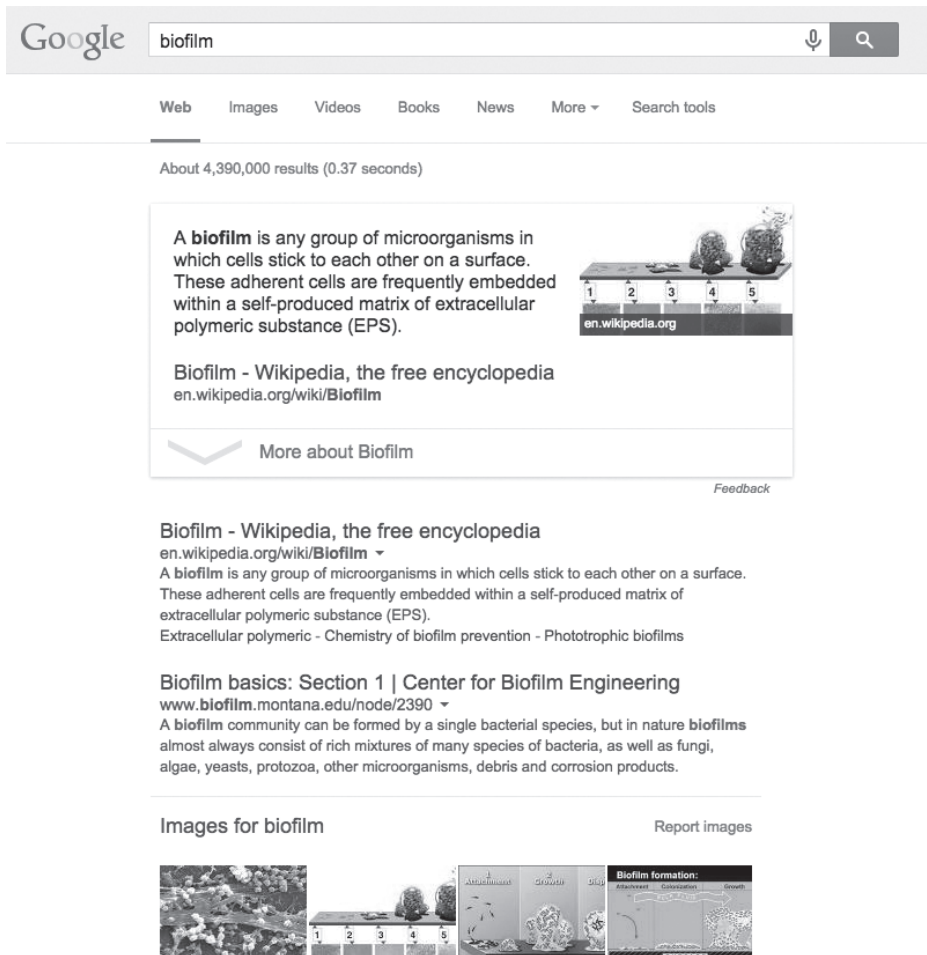 Google
biofilm
Web Images Videos Books News More Search tools
About 4,390,000 results (0.37 seconds)
A biofilm is any group of microorganisms in
which cells stick to each other on a surface.
These adherent cells are frequently embedded
within a self-produced matrix of extracellular
polymeric substance (EPS).
1 2 3 4 5
en.wikipedia.org
Biofilm - Wikipedia, the free encyclopedia
en.wikipedia.org/wiki/Biofilm
More about Biofilm
Feedback
Biofilm - Wikipedia, the free encyclopedia
en.wikipedia.org/wiki/Biofilm
A biofilm is any group of microorganisms in which cells stick to each other on a surface.
These adherent cells are frequently embedded within a self-produced matrix of
extracellular polymeric substance (EPS).
Extracellular polymeric - Chemistry of biofilm prevention - Phototrophic biofilms
Biofilm basics: Section 1 | Center for Biofilm Engineering
www.biofilm.montana.edu/node/2390
A biofilm community can be formed by a single bacterial species, but in nature biofilms
almost always consist of rich mixtures of many species of bacteria, as well as fungi,
algae, yeasts, protozoa, other microorganisms, debris and corrosion products.
Images for biofilm
Report images
1 2 3 4 5
1 2
Attachment Growth Disp
Biofilm formation:
Attachment Colonization Growth